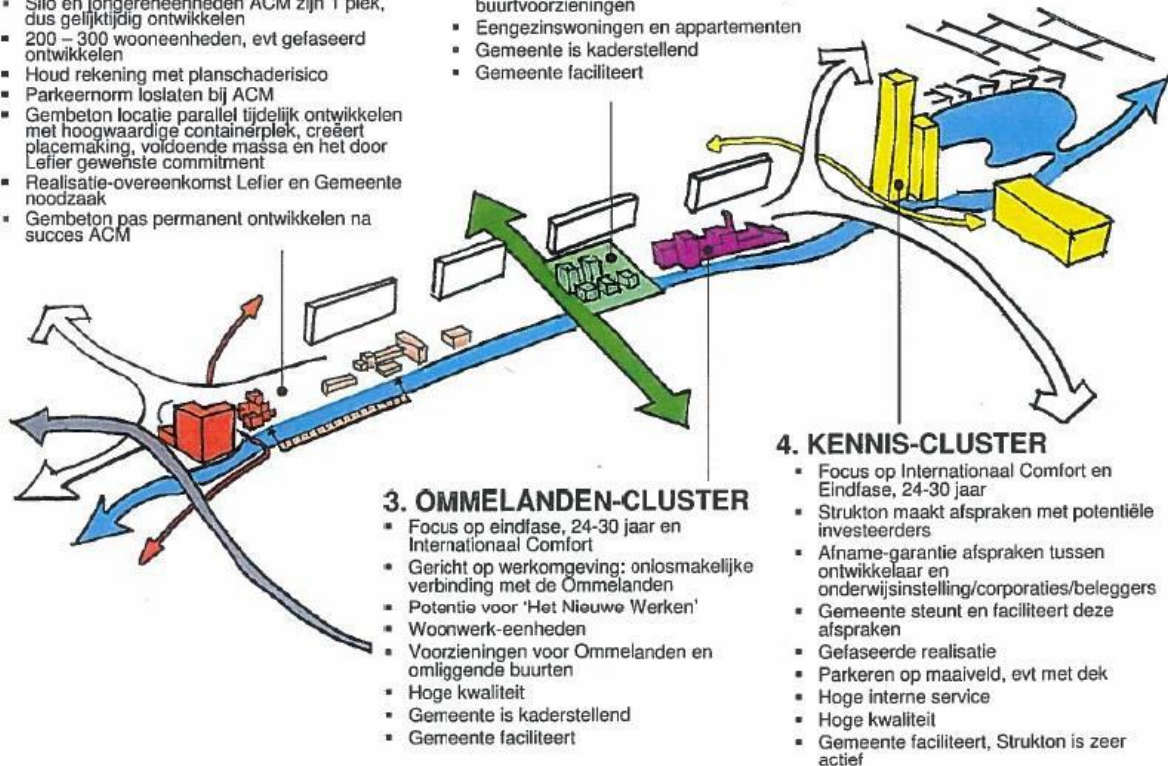 Silo en jongereneenheden ACM zijn 1 plek,
dus gelijktijdig ontwikkelen
200 – 300 wooneenheden, evt gefaseerd
ontwikkelen
Houd rekening met planschaderisico
Parkeernorm loslaten bij ACM
Gembeton locatie parallel tijdelijk ontwikkelen
met hoogwaardige containerplek, creëert
placemaking, voldoende massa en het door
Lefier gewenste commitment
Realisatie-overeenkomst Lefier en Gemeente
noodzaak
Gembeton pas permanent ontwikkelen na
succes ACM
buurtvoorzieningen
Eengezinswoningen en appartementen
Gemeente is kaderstellend
Gemeente faciliteert
3. OMMELANDEN-CLUSTER
Focus op eindfase, 24-30 jaar en
Internationaal Comfort
Gericht op werkomgeving: onlosmakelijke
verbinding met de Ommelanden
Potentie voor 'Het Nieuwe Werken'
Woonwerk-eenheden
Voorzieningen voor Ommelanden en
omliggende buurten
Hoge kwaliteit
Gemeente is kaderstellend
Gemeente faciliteert
4. KENNIS-CLUSTER
Focus op Internationaal Comfort en
Eindfase, 24-30 jaar
Strukton maakt afspraken met potentiële
investeerders
Afname-garantie afspraken tussen
ontwikkelaar en
onderwijsinstelling/corporaties/beleggers
Gemeente steunt en faciliteert deze
afspraken
Gefaseerde realisatie
Parkeren op maaiveld, evt met dek
Hoge interne service
Hoge kwaliteit
Gemeente faciliteert, Strukton is zeer
actief